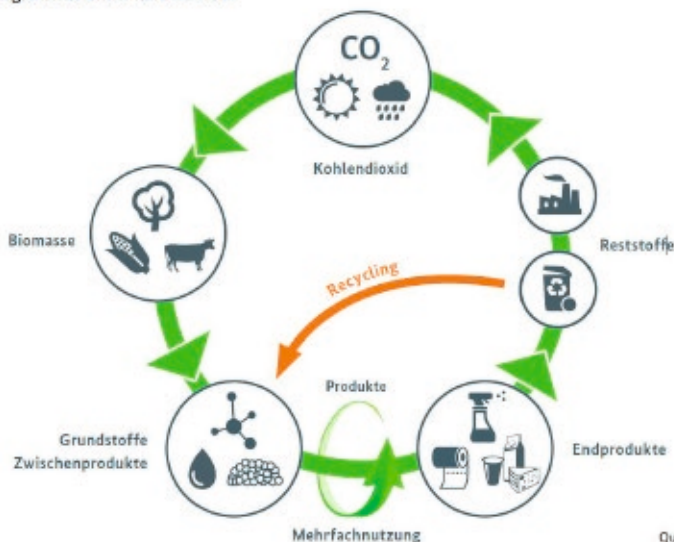 CO2
Kohlendioxid
Biomasse
Reststoffe
Recycling
Produkte
Grundstoffe
Zwischenprodukte
Endprodukte
Mehrfachnutzung